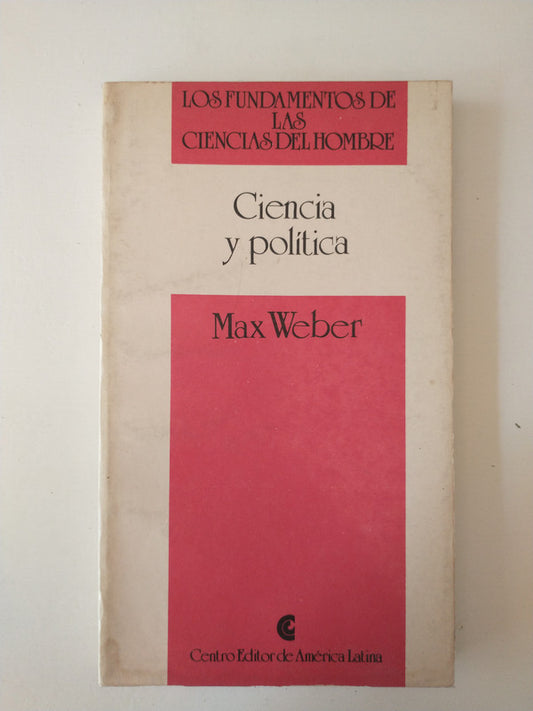 LOS FUNDAMENTOS DE
LAS
CIENCIAS DEL HOMBRE
Ciencia
y política
Max Weber
Centro Editor de América Latina